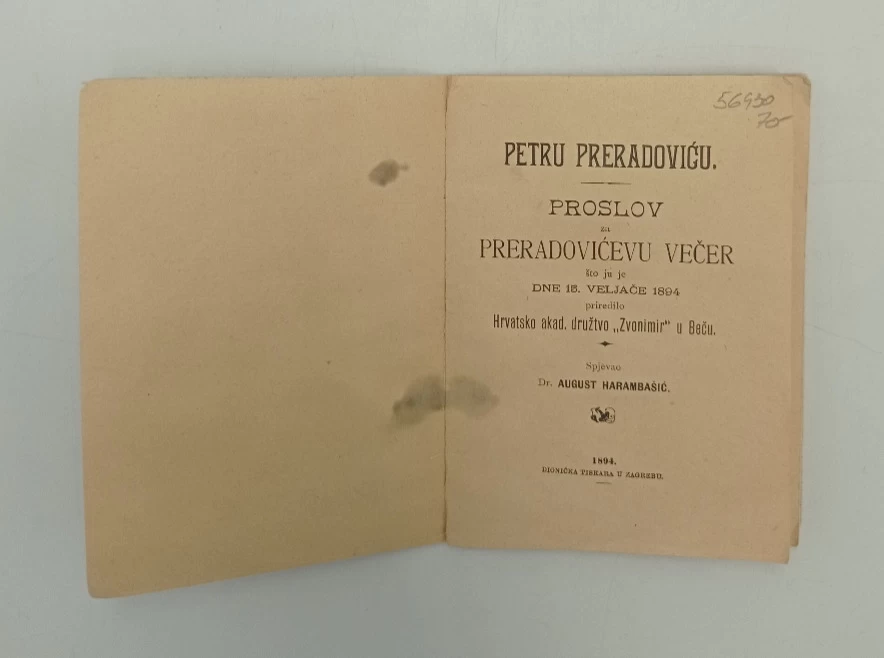 56930
70
PETRU PRERADOVIĆU.
PROSLOV
za
PRERADOVIĆEVU VEČER
što ju je
DNE 15. VELJAČE 1894
priredilo
Hrvatsko akad. družtvo „Zvonimir“ u Beču.
Spjevao
Dr. AUGUST HARAMBAŠIĆ.
1894.
DIONIČKA TISKARA U ZAGREBU.